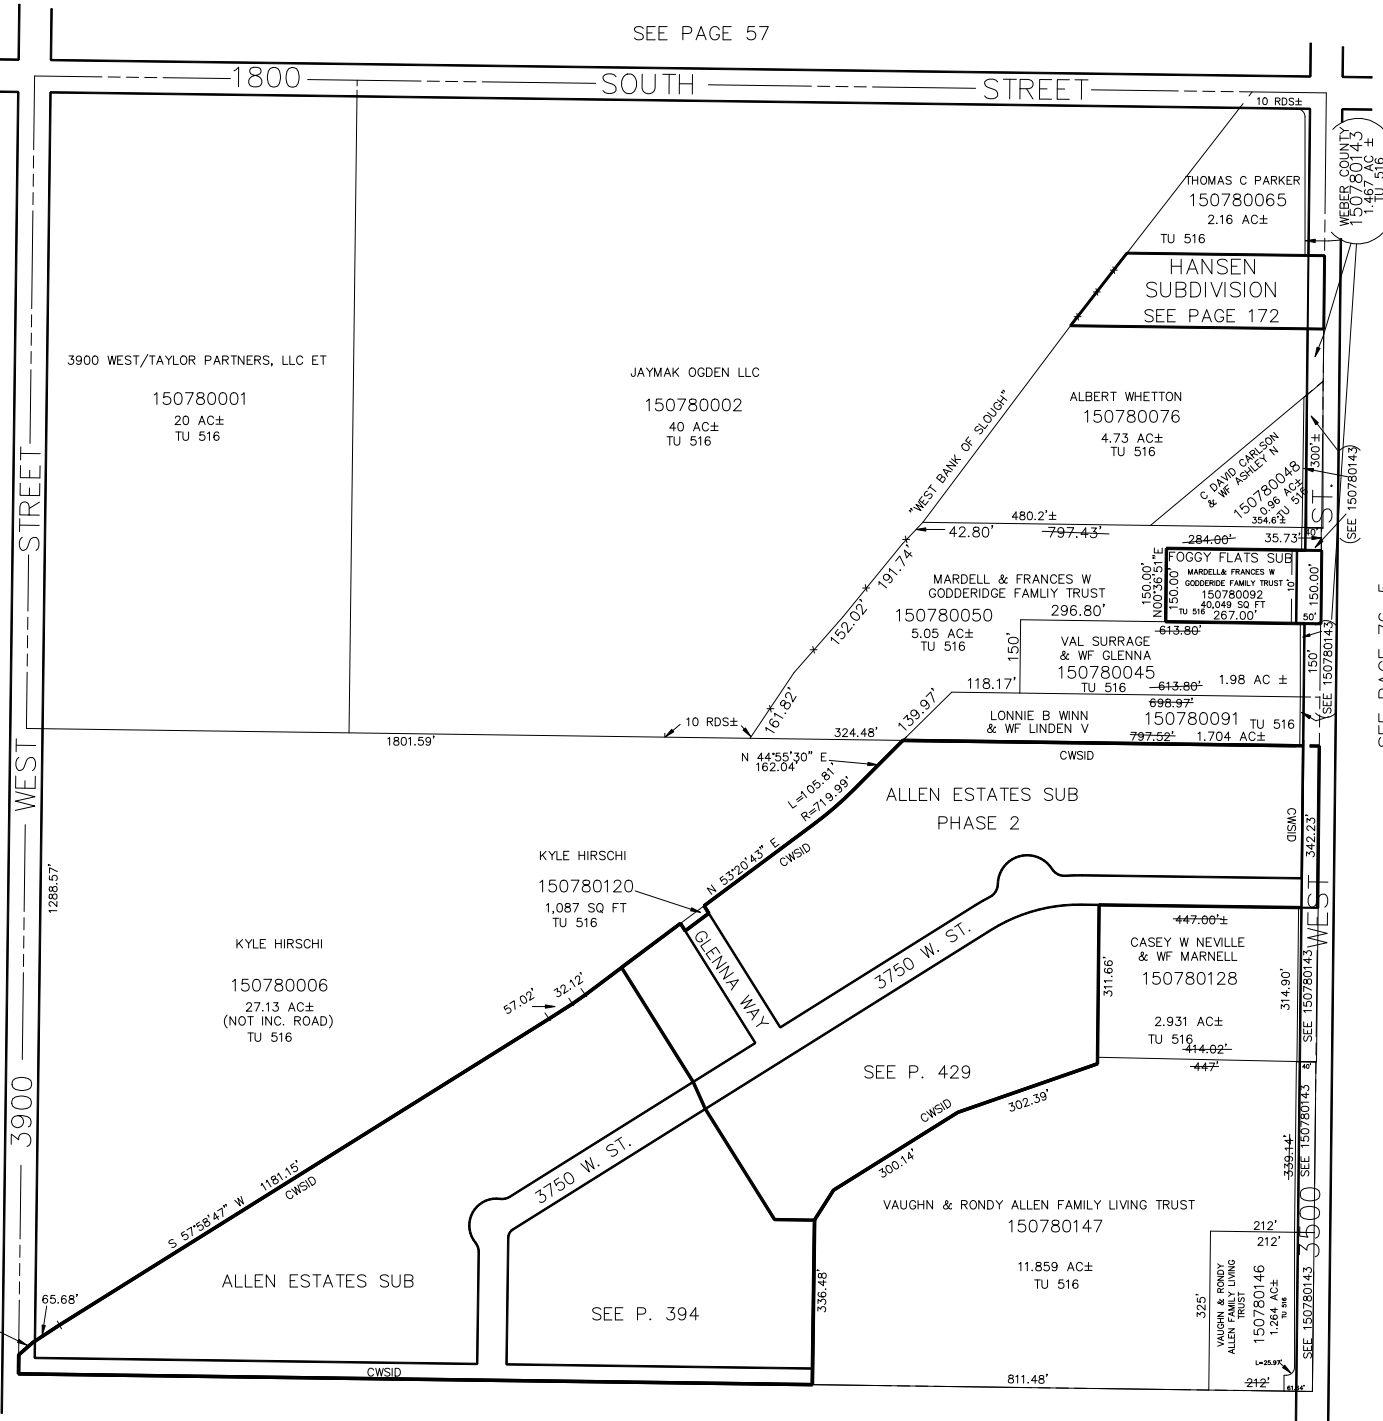 SEE PAGE 57
1800 SOUTH STREET
10 RDS±
WEBER COUNTY
150780143
1.467 AC ±
TU 516
THOMAS C PARKER
150780065
2.16 AC±
TU 516
HANSEN
SUBDIVISION
SEE PAGE 172
3900 WEST/TAYLOR PARTNERS, LLC ET
150780001
20 AC±
TU 516
JAYMAK OGDEN LLC
150780002
40 AC±
TU 516
ALBERT WHETTON
150780076
4.73 AC±
TU 516
"WEST BANK OF SLOUGH"
C DAVID CARLSON
& WF ASHLEY N
150780048
0.96 AC±
TU 516
354.6'±
300'±
(SEE 150780143)
480.2'±
42.80'
797.43'
284.00'
35.73'
40'
191.74'
152.02'
161.82'
MARDELL & FRANCES W
GODDERIDGE FAMLIY TRUST
150780050
5.05 AC±
TU 516
296.80'
150'
150.00'
N00°36'51"E
150.00'
FOGGY FLATS SUB
MARDELL& FRANCES W
GODDERIDE FAMILY TRUST
150780092
40,049 SQ FT
TU 516
267.00'
10'
50'
150.00'
613.80'
VAL SURRAGE
& WF GLENNA
150780045
TU 516
613.80'
1.98 AC ±
150'
(SEE 150780143)
118.17'
139.97'
698.97'
LONNIE B WINN
& WF LINDEN V
150780091
TU 516
797.52'
1.704 AC±
10 RDS±
1801.59'
324.48'
N 44°55'30" E
162.04'
L=105.81'
R=719.99'
CWSID
ALLEN ESTATES SUB
PHASE 2
CWSID
342.23'
N 53°20'43" E
CWSID
KYLE HIRSCHI
150780120
1,087 SQ FT
TU 516
1288.57'
KYLE HIRSCHI
150780006
27.13 AC±
(NOT INC. ROAD)
TU 516
57.02'
32.12'
GLENNA WAY
3750 W. ST.
447.00'±
CASEY W NEVILLE
& WF MARNELL
150780128
2.931 AC±
TU 516
414.02'
447'
311.66'
314.90'
SEE 150780143
SEE P. 429
CWSID
302.39'
300.14'
3750 W. ST.
S 57°58'47" W
1181.15'
CWSID
339.14'
SEE 150780143
VAUGHN & RONDY ALLEN FAMILY LIVING TRUST
150780147
11.859 AC±
TU 516
212'
212'
325'
VAUGHN & RONDY
ALLEN FAMILY LIVING
TRUST
150780146
1.264 AC±
TU 516
SEE 150780143
L=25.97'
212'
811.48'
336.48'
ALLEN ESTATES SUB
SEE P. 394
65.68'
CWSID
3900 WEST STREET
3500 WEST ST.